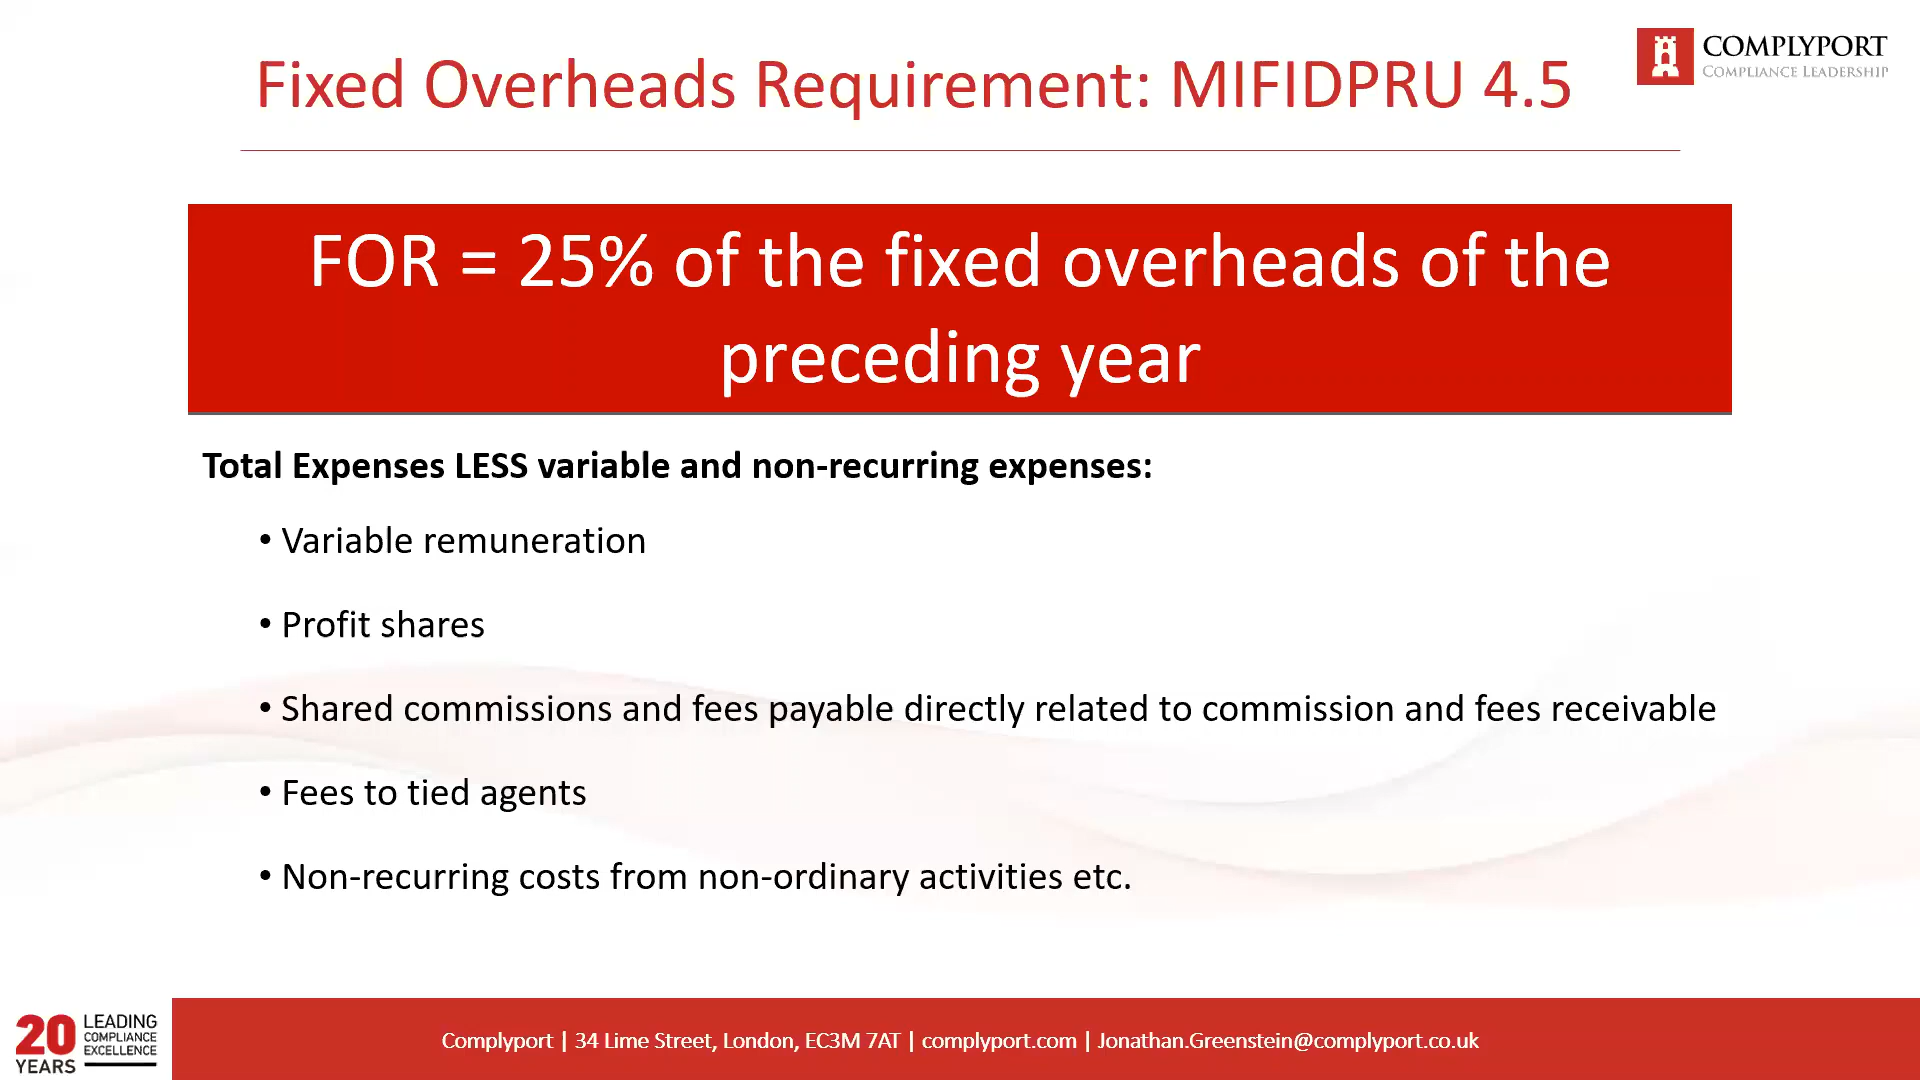 Fixed Overheads Requirement: MIFIDPRU 4.5
COMPLYPORT
COMPLIANCE LEADERSHIP
FOR = 25% of the fixed overheads of the
preceding year
Total Expenses LESS variable and non-recurring expenses:
• Variable remuneration
• Profit shares
• Shared commissions and fees payable directly related to commission and fees receivable
• Fees to tied agents
• Non-recurring costs from non-ordinary activities etc.
20 YEARS
LEADING
COMPLIANCE
EXCELLENCE
Complyport | 34 Lime Street, London, EC3M 7AT | complyport.com | Jonathan.Greenstein@complyport.co.uk